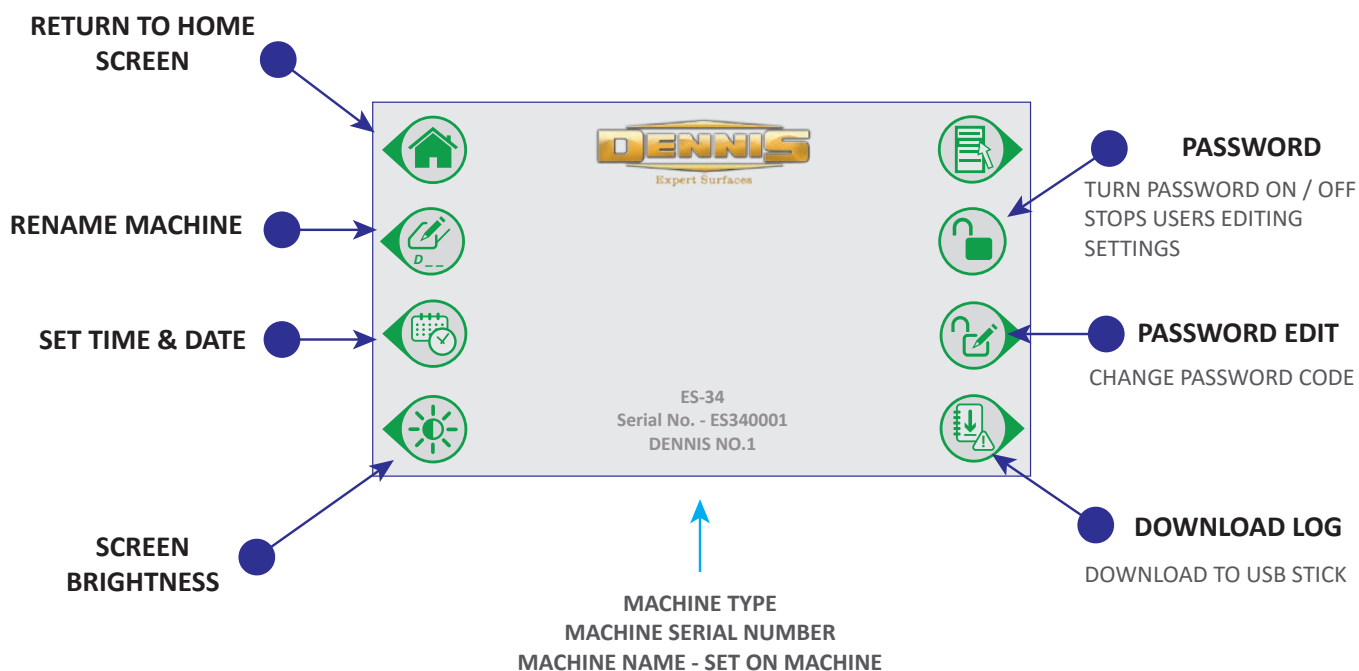 RETURN TO HOME
SCREEN
RENAME MACHINE
SET TIME & DATE
SCREEN
BRIGHTNESS
DENNIS
Expert Surfaces
D _ _
ES-34
Serial No. - ES340001
DENNIS NO.1
PASSWORD
TURN PASSWORD ON / OFF
STOPS USERS EDITING
SETTINGS
PASSWORD EDIT
CHANGE PASSWORD CODE
DOWNLOAD LOG
DOWNLOAD TO USB STICK
MACHINE TYPE
MACHINE SERIAL NUMBER
MACHINE NAME - SET ON MACHINE